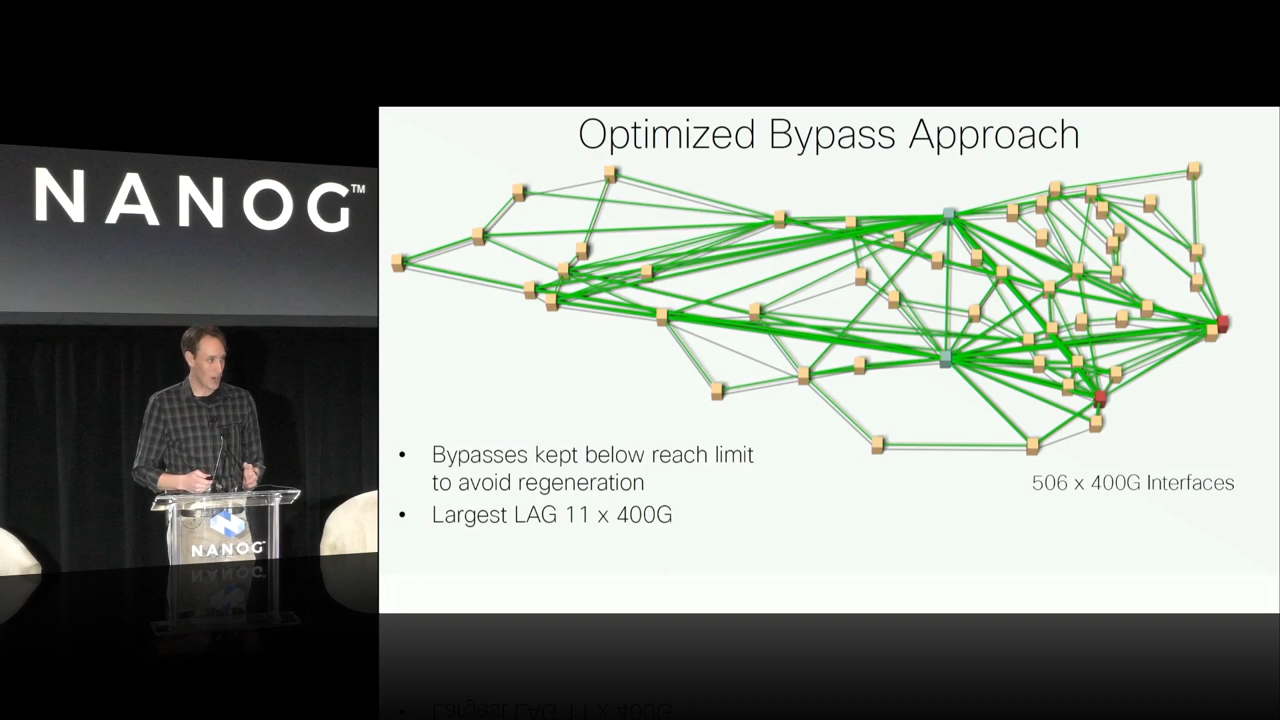 NANOG™
Optimized Bypass Approach
• Bypasses kept below reach limit
to avoid regeneration
• Largest LAG 11 x 400G
506 x 400G Interfaces
NANOG